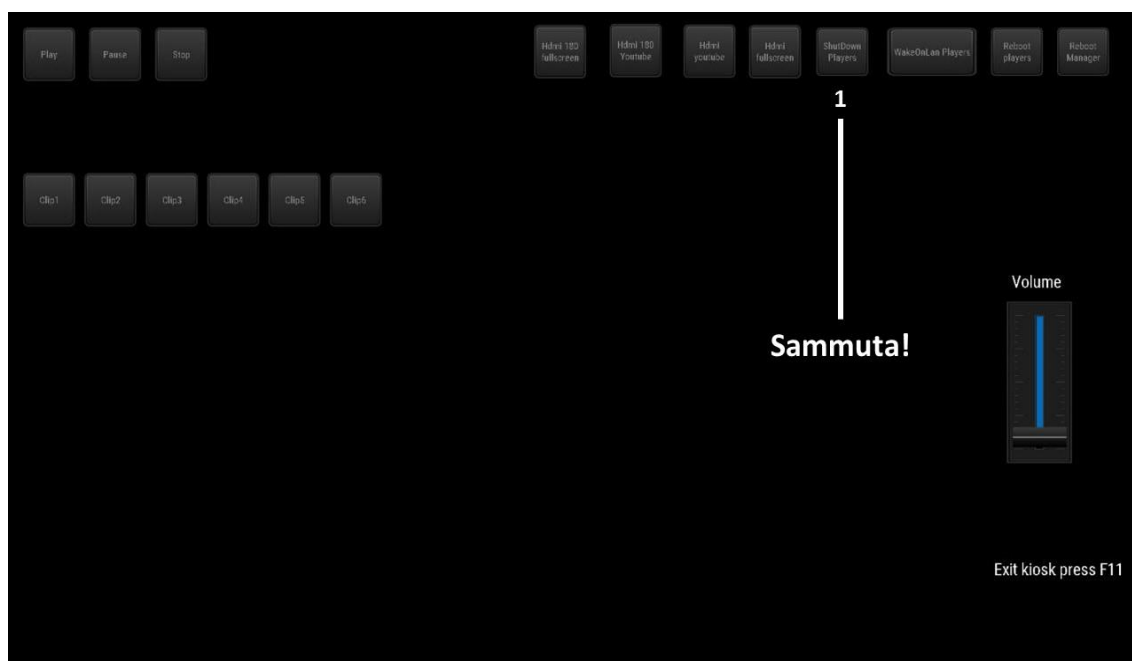 Play
Pause
Stop
Hdmi 180
fullscreen
Hdmi 180
Youtube
Hdmi
youtube
Hdmi
fullscreen
ShutDown
Players
WakeOnLan Players
Reboot
players
Reboot
Manager
1
Clip1
Clip2
Clip3
Clip4
Clip5
Clip6
Volume
Sammuta!
Exit kiosk press F11